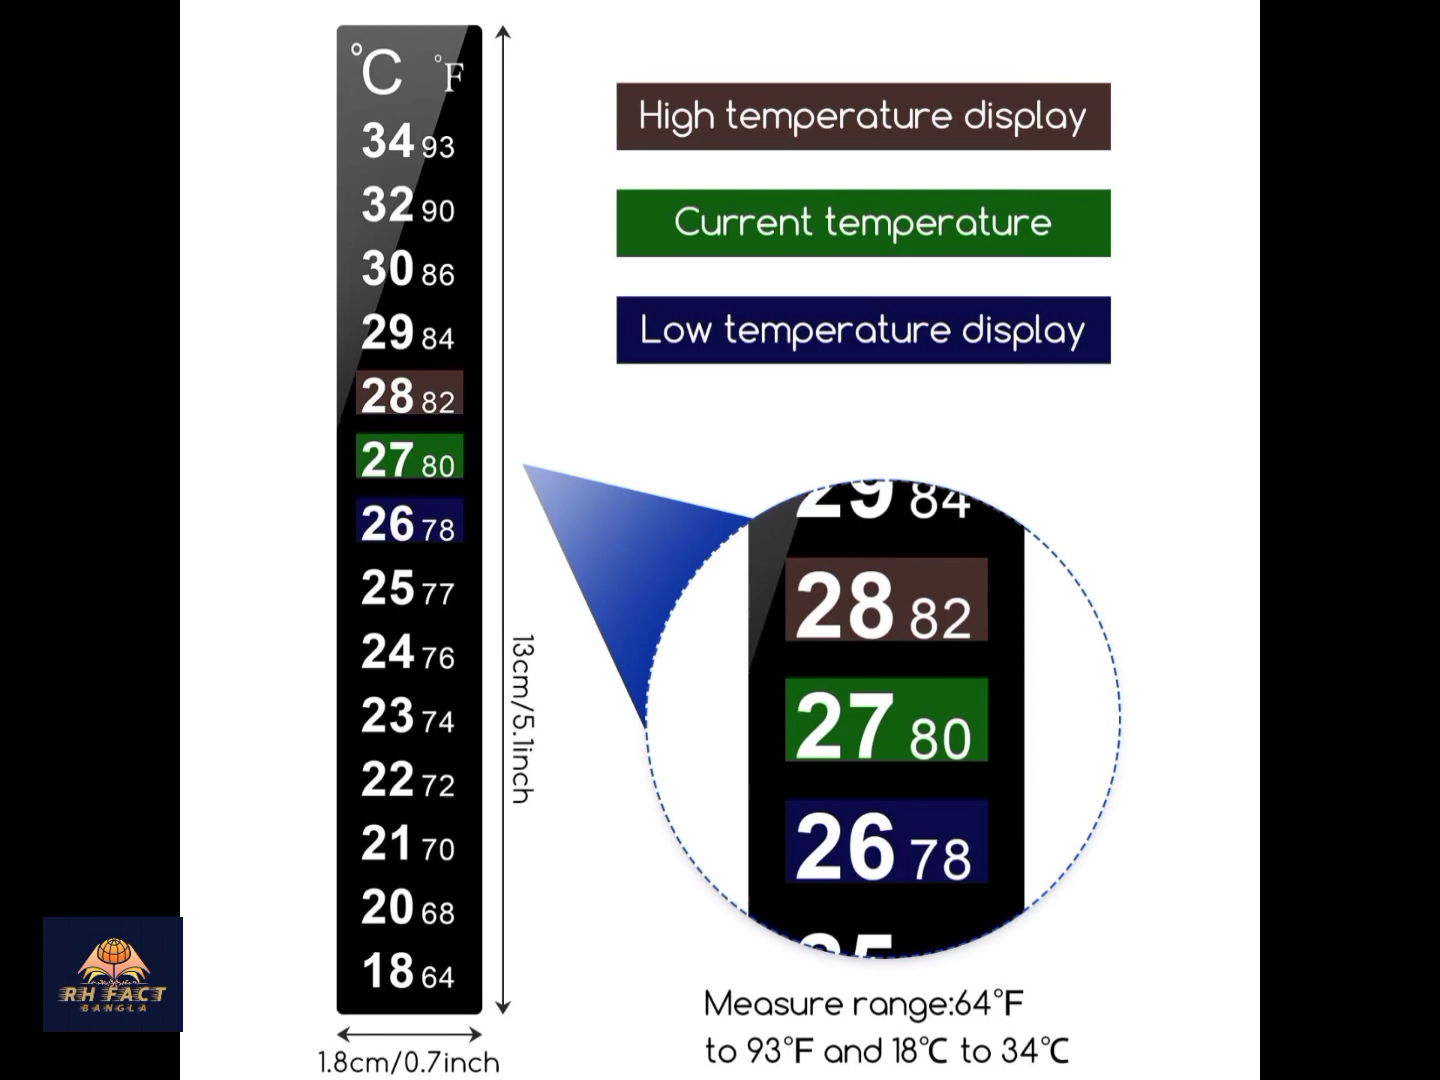 °C °F
34 93
32 90
30 86
29 84
28 82
27 80
26 78
25 77
24 76
23 74
22 72
21 70
20 68
18 64
13cm/5.1inch
1.8cm/0.7inch
High temperature display
Current temperature
Low temperature display
29 84
28 82
27 80
26 78
25
Measure range:64°F
to 93°F and 18°C to 34°C
RH FACT
BANGLA